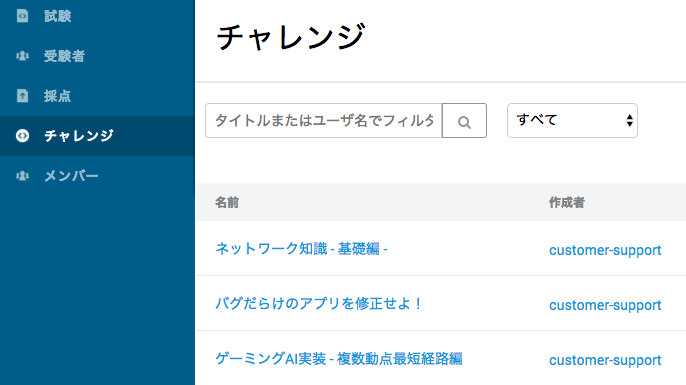 試験
受験者
採点
チャレンジ
メンバー
チャレンジ
タイトルまたはユーザ名でフィルタ
すべて
名前 作成者
ネットワーク知識 - 基礎編 - customer-support
バグだらけのアプリを修正せよ！ customer-support
ゲーミングAI実装 - 複数動点最短経路編 customer-support